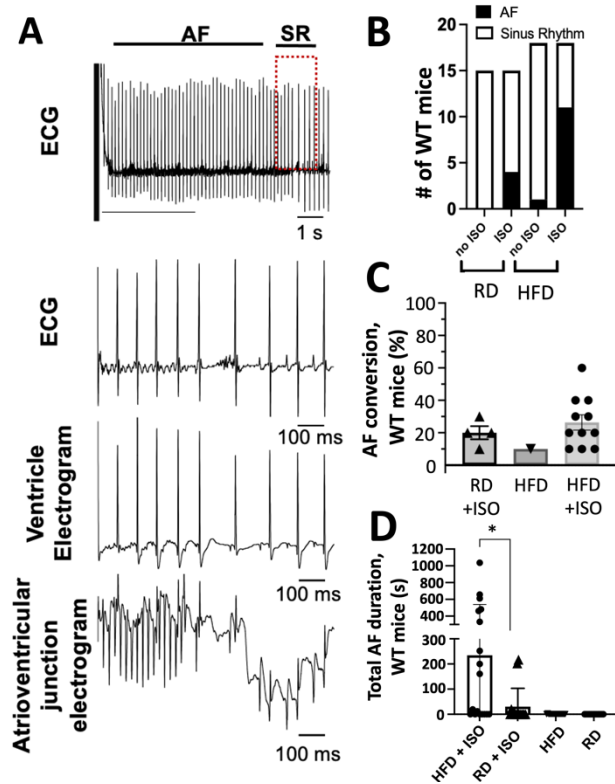 A
AF
SR
ECG
1 s
ECG
100 ms
Ventricle
Electrogram
100 ms
Atrioventricular
junction
electrogram
100 ms
B
AF
Sinus Rhythm
# of WT mice
20
15
10
5
0
no ISO
ISO
no ISO
ISO
RD
HFD
C
AF conversion,
WT mice (%)
100
80
60
40
20
0
RD
+ISO
HFD
HFD
+ISO
D
*
Total AF duration,
WT mice (s)
1200
1000
800
600
400
300
200
100
0
HFD + ISO
RD + ISO
HFD
RD